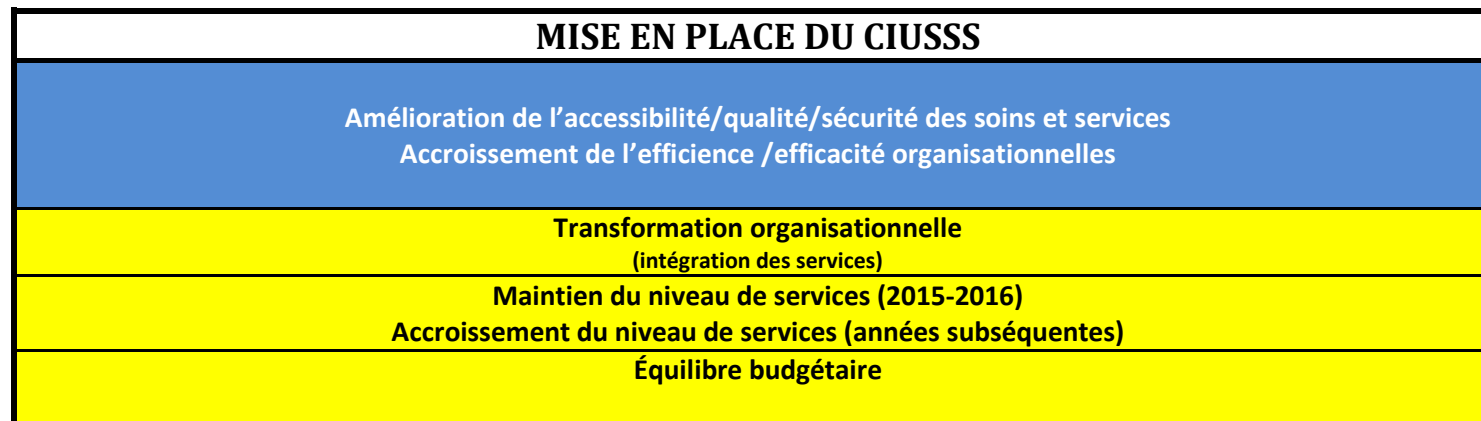 MISE EN PLACE DU CIUSSS
Amélioration de l’accessibilité/qualité/sécurité des soins et services
Accroissement de l’efficience /efficacité organisationnelles
Transformation organisationnelle
(intégration des services)
Maintien du niveau de services (2015-2016)
Accroissement du niveau de services (années subséquentes)
Équilibre budgétaire